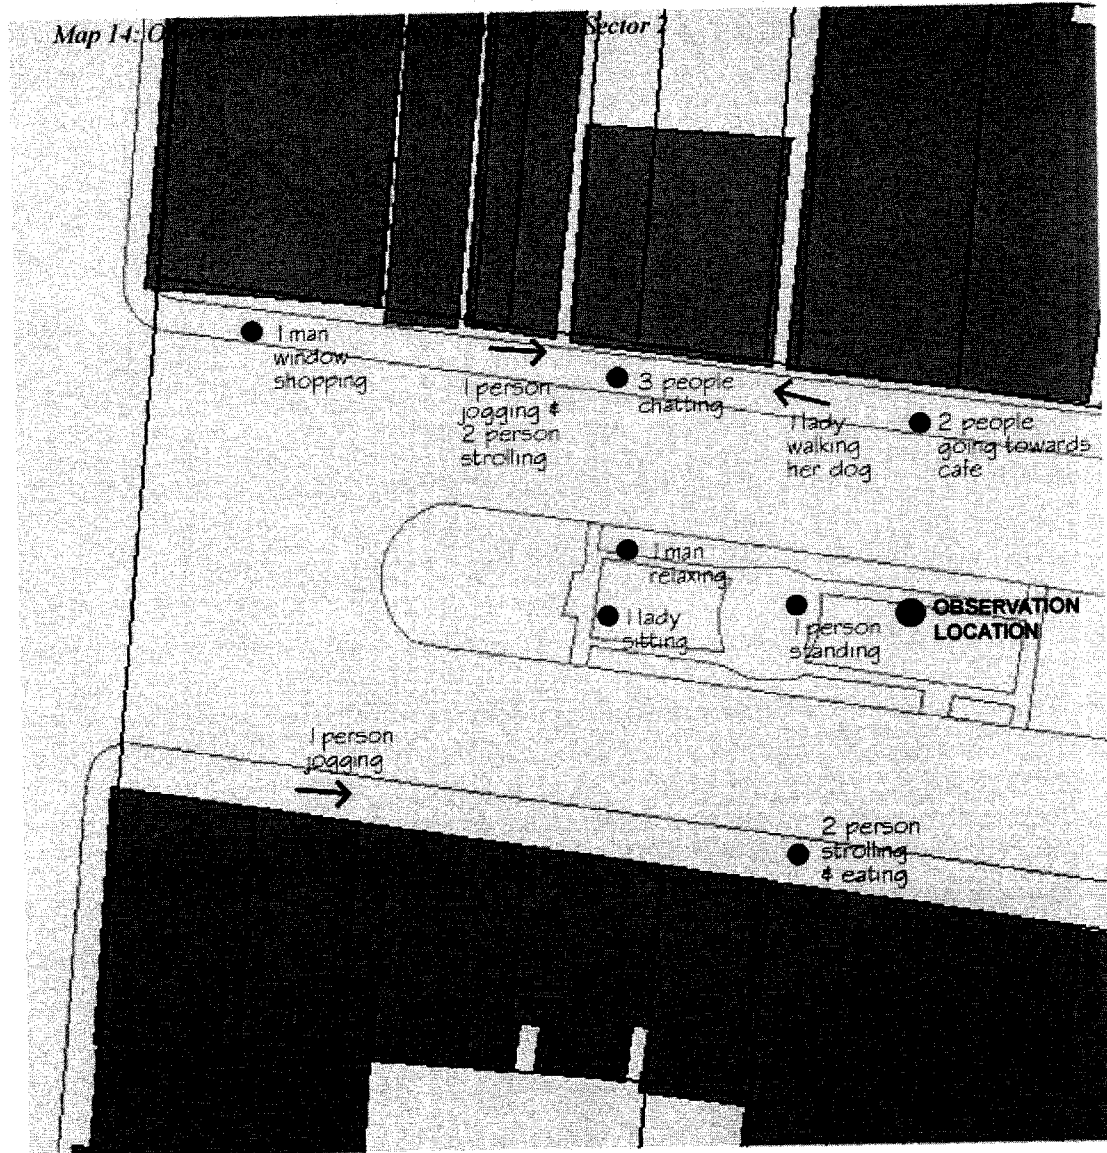 Map 14: Sector 2
1 man
window
shopping
1 person
jogging &
2 person
strolling
3 people
chatting
1 lady
walking
her dog
2 people
going towards
cafe
1 man
relaxing
1 lady
sitting
1 person
standing
OBSERVATION
LOCATION
1 person
jogging
2 person
strolling
& eating